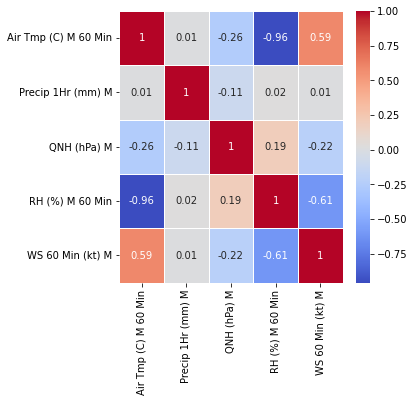 Air Tmp (C) M 60 Min 1 0.01 -0.26 -0.96 0.59
Precip 1Hr (mm) M 0.01 1 -0.11 0.02 0.01
QNH (hPa) M -0.26 -0.11 1 0.19 -0.22
RH (%) M 60 Min -0.96 0.02 0.19 1 -0.61
WS 60 Min (kt) M 0.59 0.01 -0.22 -0.61 1
Air Tmp (C) M 60 Min
Precip 1Hr (mm) M
QNH (hPa) M
RH (%) M 60 Min
WS 60 Min (kt) M
1.00
0.75
0.50
0.25
0.00
-0.25
-0.50
-0.75